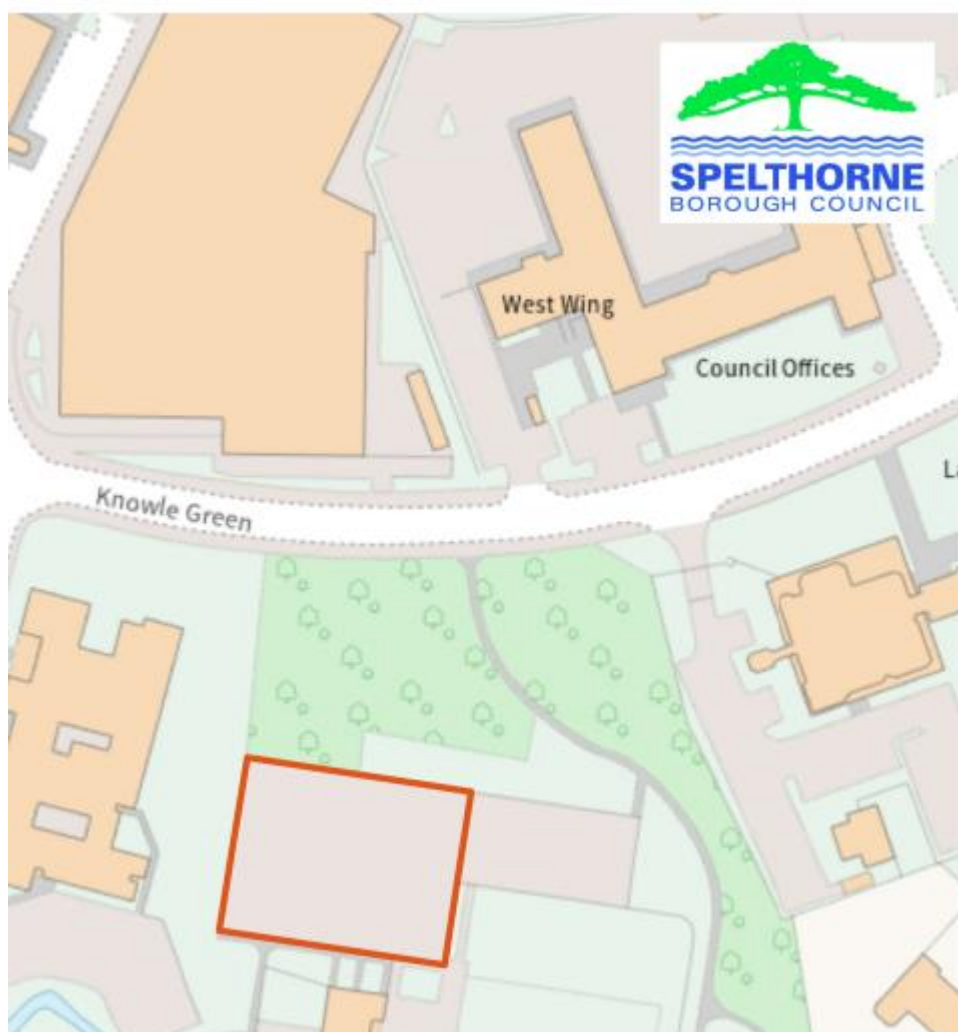 SPELTHORNE
BOROUGH COUNCIL
West Wing
Council Offices
Knowle Green